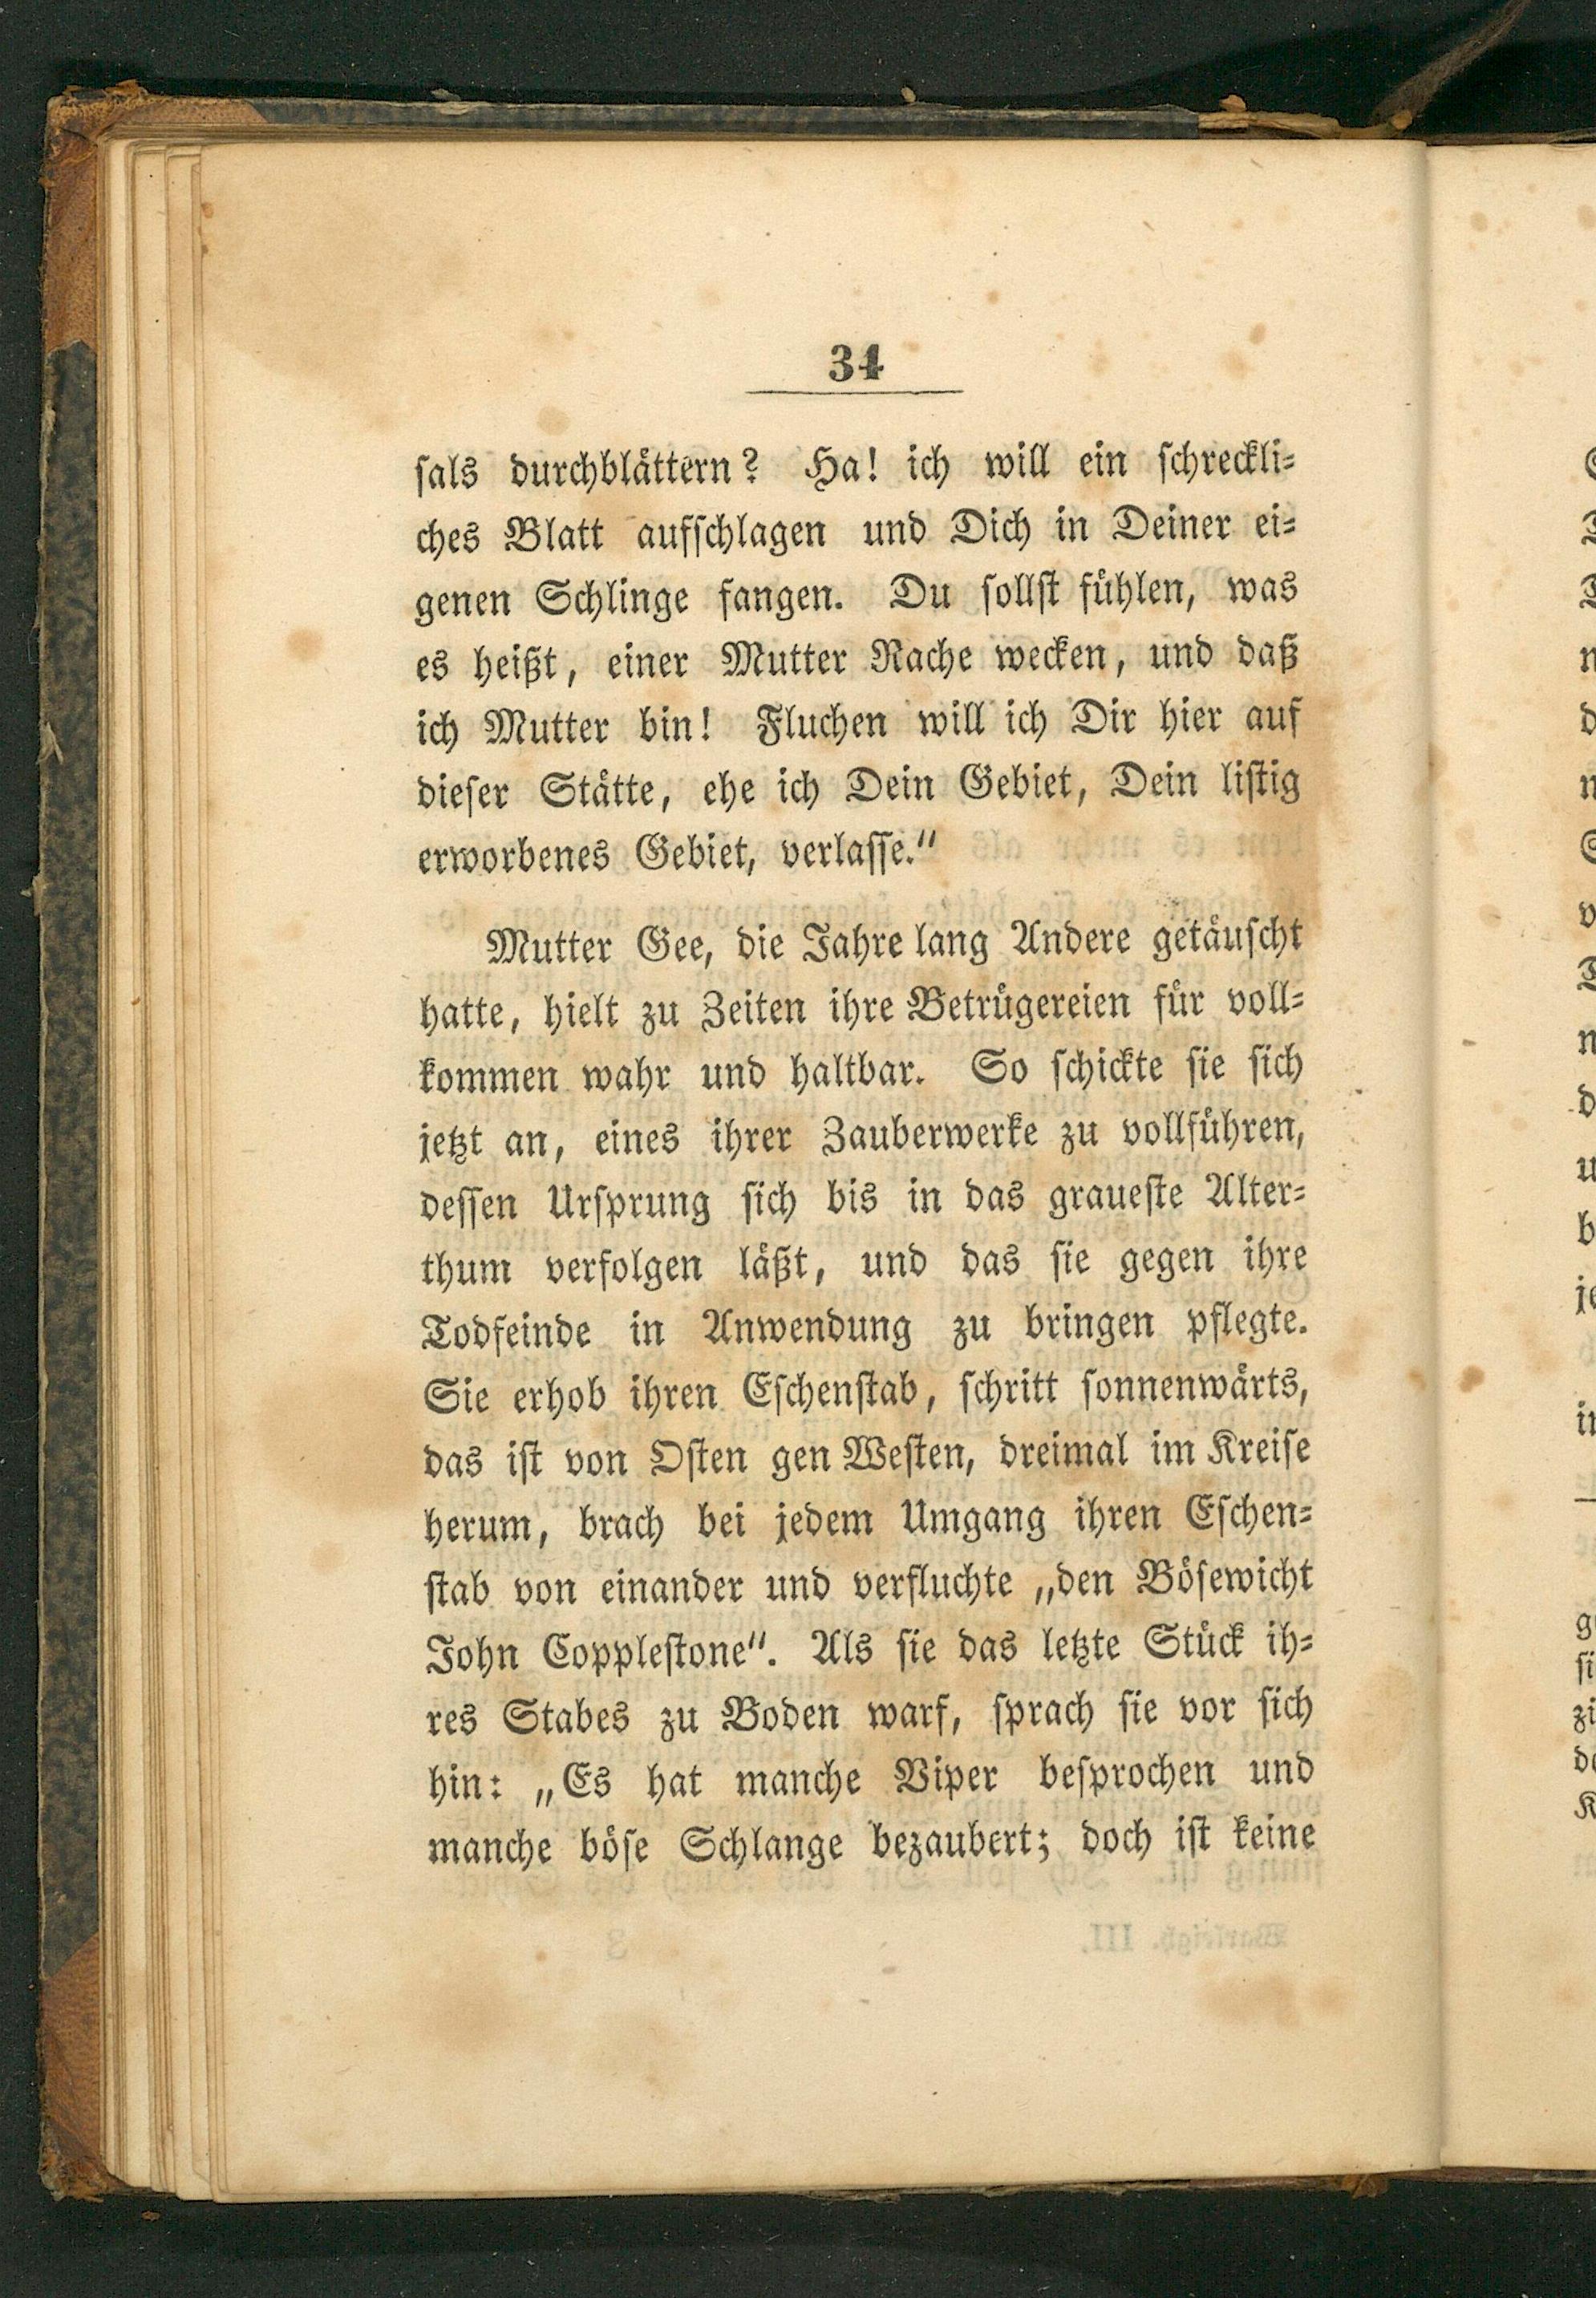 34
sals durchblättern? Ha! ich will ein schreckli-
ches Blatt aufschlagen und Dich in Deiner ei-
genen Schlinge fangen. Du sollst fühlen, was
es heißt, einer Mutter Rache wecken, und daß
ich Mutter bin! Fluchen will ich Dir hier auf
dieser Stätte, ehe ich Dein Gebiet, Dein listig
erworbenes Gebiet, verlasse."
Mutter Gee, die Jahre lang Andere getäuscht
hatte, hielt zu Zeiten ihre Betrügereien für voll-
kommen wahr und haltbar. So schickte sie sich
jetzt an, eines ihrer Zauberwerke zu vollführen,
dessen Ursprung sich bis in das graueste Alter-
thum verfolgen läßt, und das sie gegen ihre
Todfeinde in Anwendung zu bringen pflegte.
Sie erhob ihren Eschenstab, schritt sonnenwärts,
das ist von Osten gen Westen, dreimal im Kreise
herum, brach bei jedem Umgang ihren Eschen-
stab von einander und verfluchte „den Bösewicht
John Copplestone". Als sie das letzte Stück ih-
res Stabes zu Boden warf, sprach sie vor sich
hin: „Es hat manche Viper besprochen und
manche böse Schlange bezaubert; doch ist keine